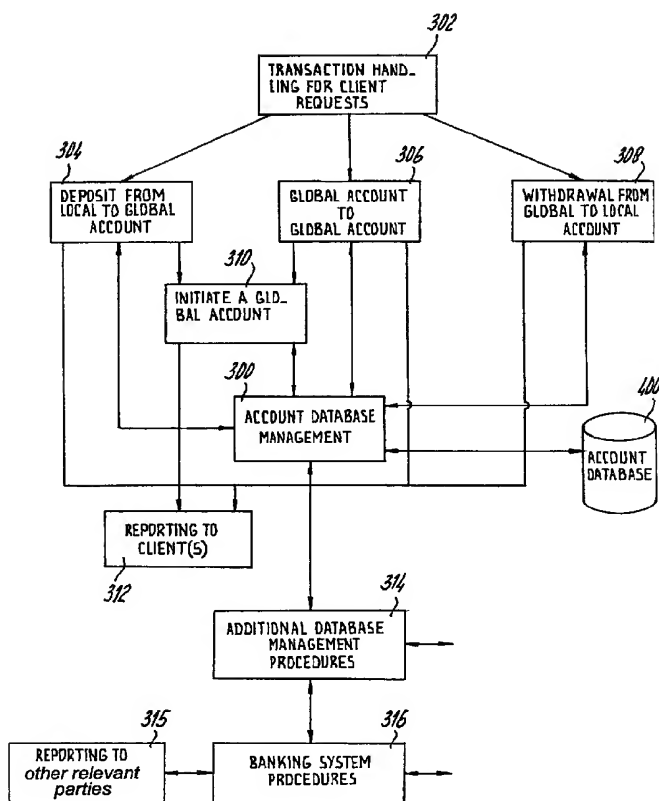 302
TRANSACTION HAND_
LING FOR CLIENT
REQUESTS
304
DEPOSIT FROM
LOCAL TO GLOBAL
ACCOUNT
306
GLOBAL ACCOUNT
TO
GLOBAL ACCOUNT
308
WITHDRAWAL FROM
GLOBAL TO LOCAL
ACCOUNT
310
INITIATE A GLO_
BAL ACCOUNT
300
ACCOUNT DATABASE
MANAGEMENT
400
ACCOUNT
DATABASE
REPORTING TO
CLIENT(S)
312
314
ADDITIONAL DATABASE
MANAGEMENT
PROCEDURES
315
REPORTING TO
other relevant
parties
316
BANKING SYSTEM
PROCEDURES